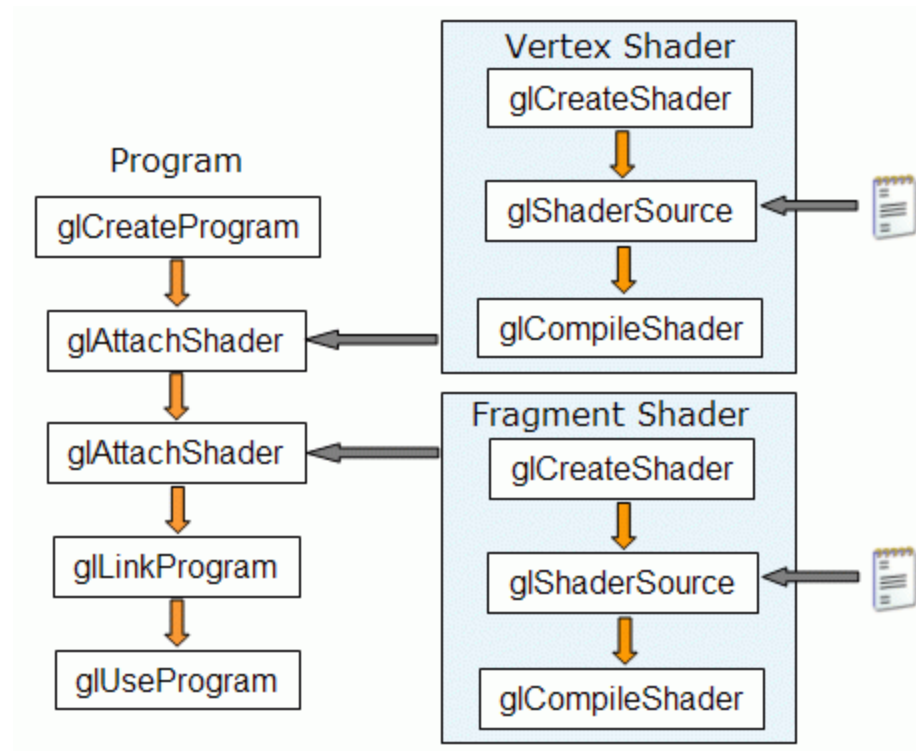 Program
glCreateProgram
glAttachShader
glAttachShader
glLinkProgram
glUseProgram
Vertex Shader
glCreateShader
glShaderSource
glCompileShader
Fragment Shader
glCreateShader
glShaderSource
glCompileShader